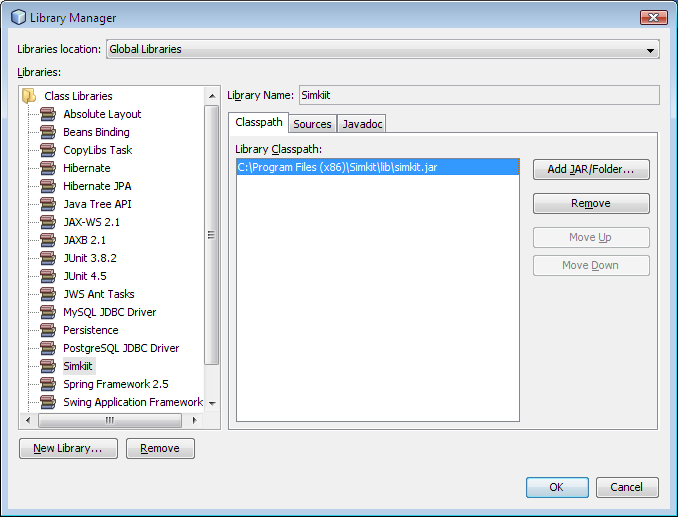 Library Manager
Libraries location: Global Libraries
Libraries:
Class Libraries
Absolute Layout
Beans Binding
CopyLibs Task
Hibernate
Hibernate JPA
Java Tree API
JAX-WS 2.1
JAXB 2.1
JUnit 3.8.2
JUnit 4.5
JWS Ant Tasks
MySQL JDBC Driver
Persistence
PostgreSQL JDBC Driver
Simkiit
Spring Framework 2.5
Swing Application Framework
New Library...
Remove
Library Name: Simkiit
Classpath Sources Javadoc
Library Classpath:
C:\Program Files (x86)\Simkit\lib\simkit.jar
Add JAR/Folder...
Remove
Move Up
Move Down
OK
Cancel